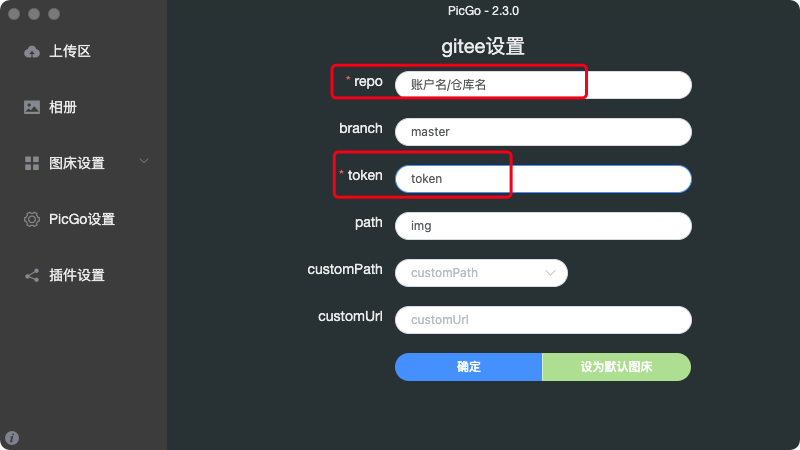 PicGo - 2.3.0
上传区
相册
图床设置
PicGo设置
插件设置
gitee设置
* repo 账户名/仓库名
branch master
* token token
path img
customPath customPath
customUrl customUrl
确定 设为默认图床
i